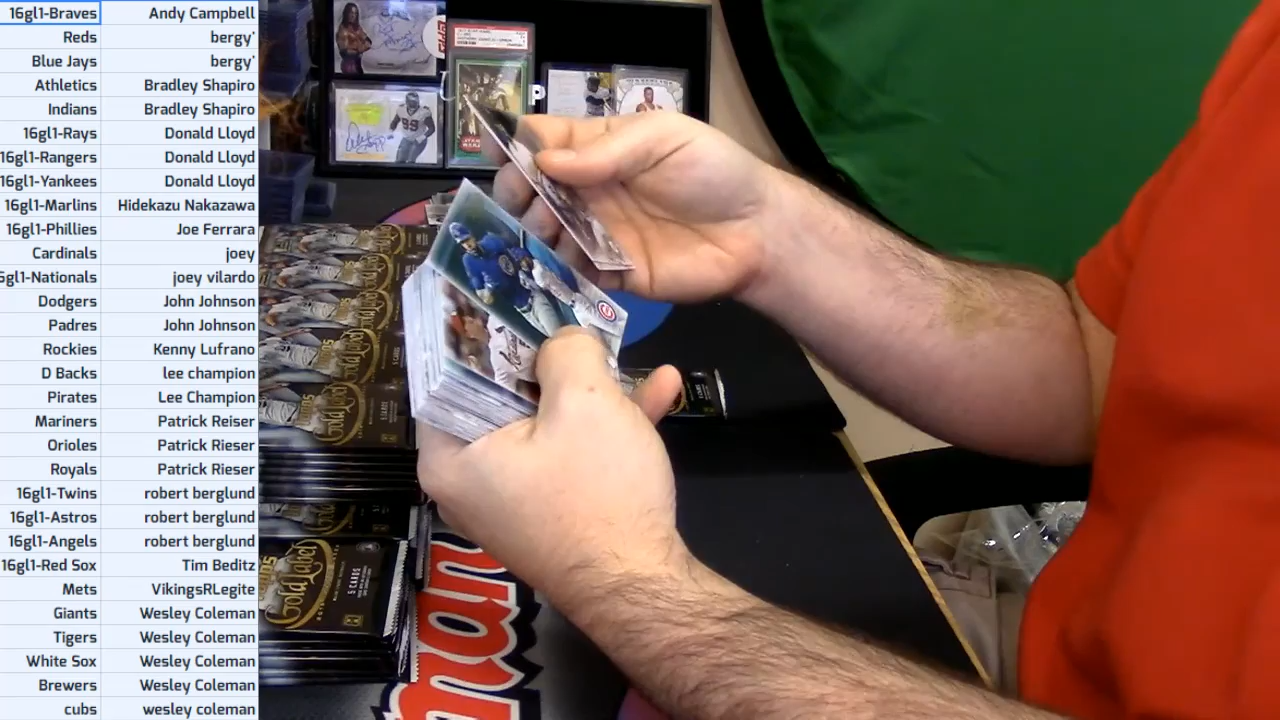 16gl1-Braves Andy Campbell
Reds bergy'
Blue Jays bergy'
Athletics Bradley Shapiro
Indians Bradley Shapiro
16gl1-Rays Donald Lloyd
16gl1-Rangers Donald Lloyd
16gl1-Yankees Donald Lloyd
16gl1-Marlins Hidekazu Nakazawa
16gl1-Phillies Joe Ferrara
Cardinals joey
6gl1-Nationals joey vilardo
Dodgers John Johnson
Padres John Johnson
Rockies Kenny Lufrano
D Backs lee champion
Pirates Lee Champion
Mariners Patrick Reiser
Orioles Patrick Rieser
Royals Patrick Rieser
16gl1-Twins robert berglund
16gl1-Astros robert berglund
16gl1-Angels robert berglund
16gl1-Red Sox Tim Beditz
Mets VikingsRLegite
Giants Wesley Coleman
Tigers Wesley Coleman
White Sox Wesley Coleman
Brewers Wesley Coleman
cubs wesley coleman
Gold Label
5 CARDS